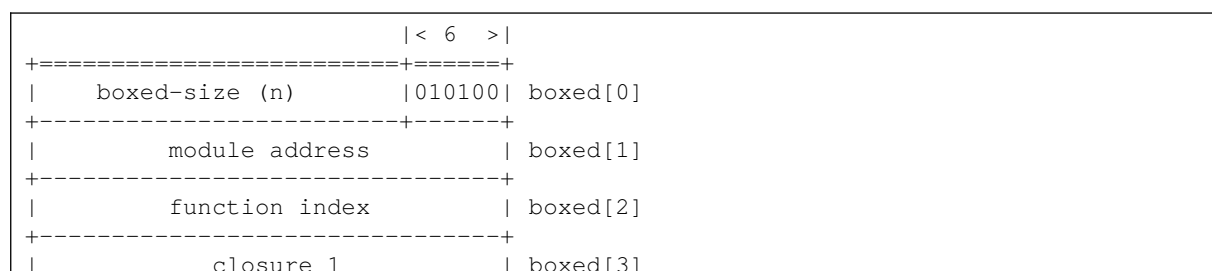 |< 6  >|
+=========================+======+
|    boxed-size (n)       |010100| boxed[0]
+-------------------------+------+
|         module address         | boxed[1]
+--------------------------------+
|         function index         | boxed[2]
+--------------------------------+
|            closure 1           | boxed[3]